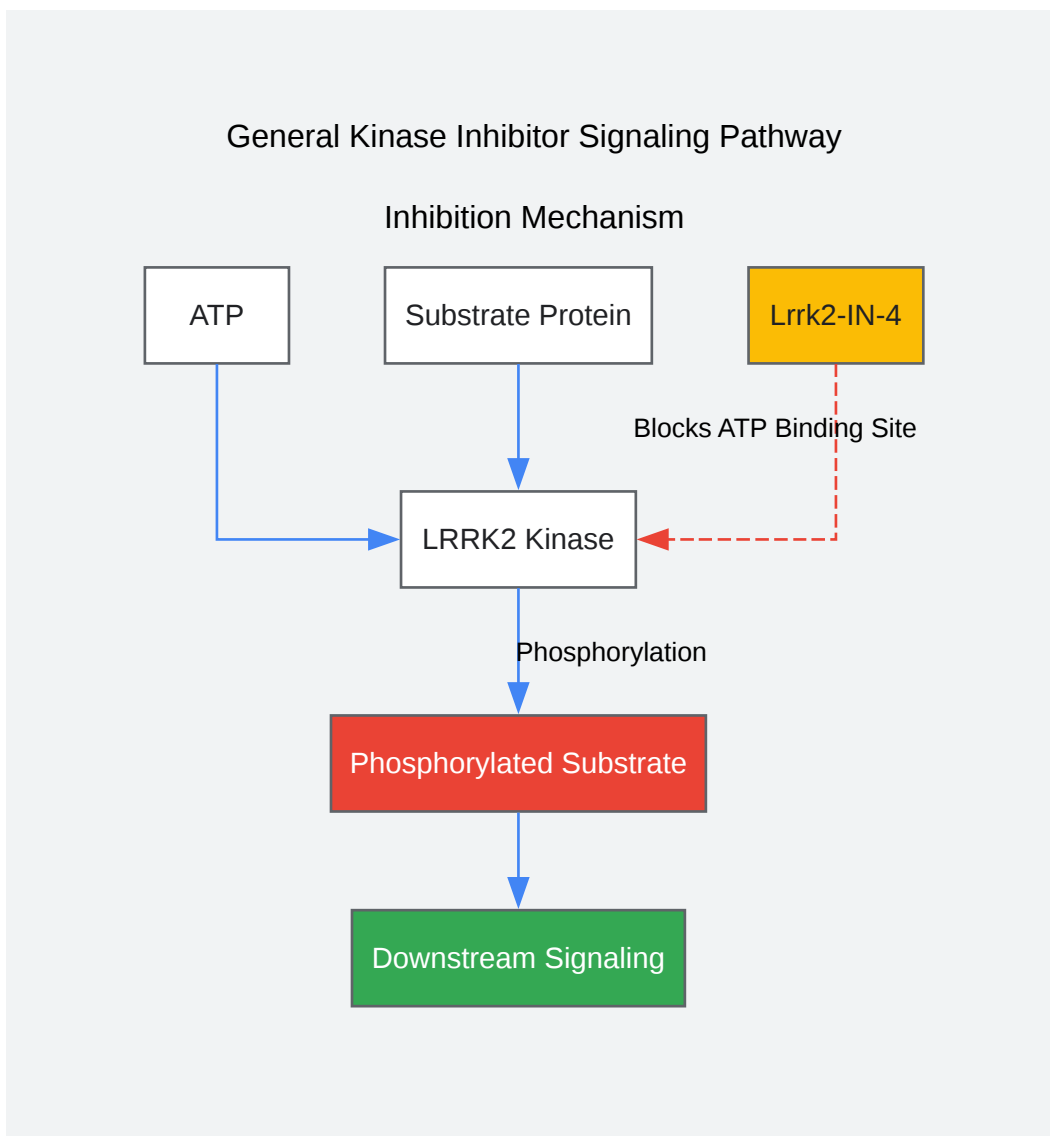 General Kinase Inhibitor Signaling Pathway
Inhibition Mechanism
ATP
Substrate Protein
Lrrk2-IN-4
Blocks ATP Binding Site
LRRK2 Kinase
Phosphorylation
Phosphorylated Substrate
Downstream Signaling